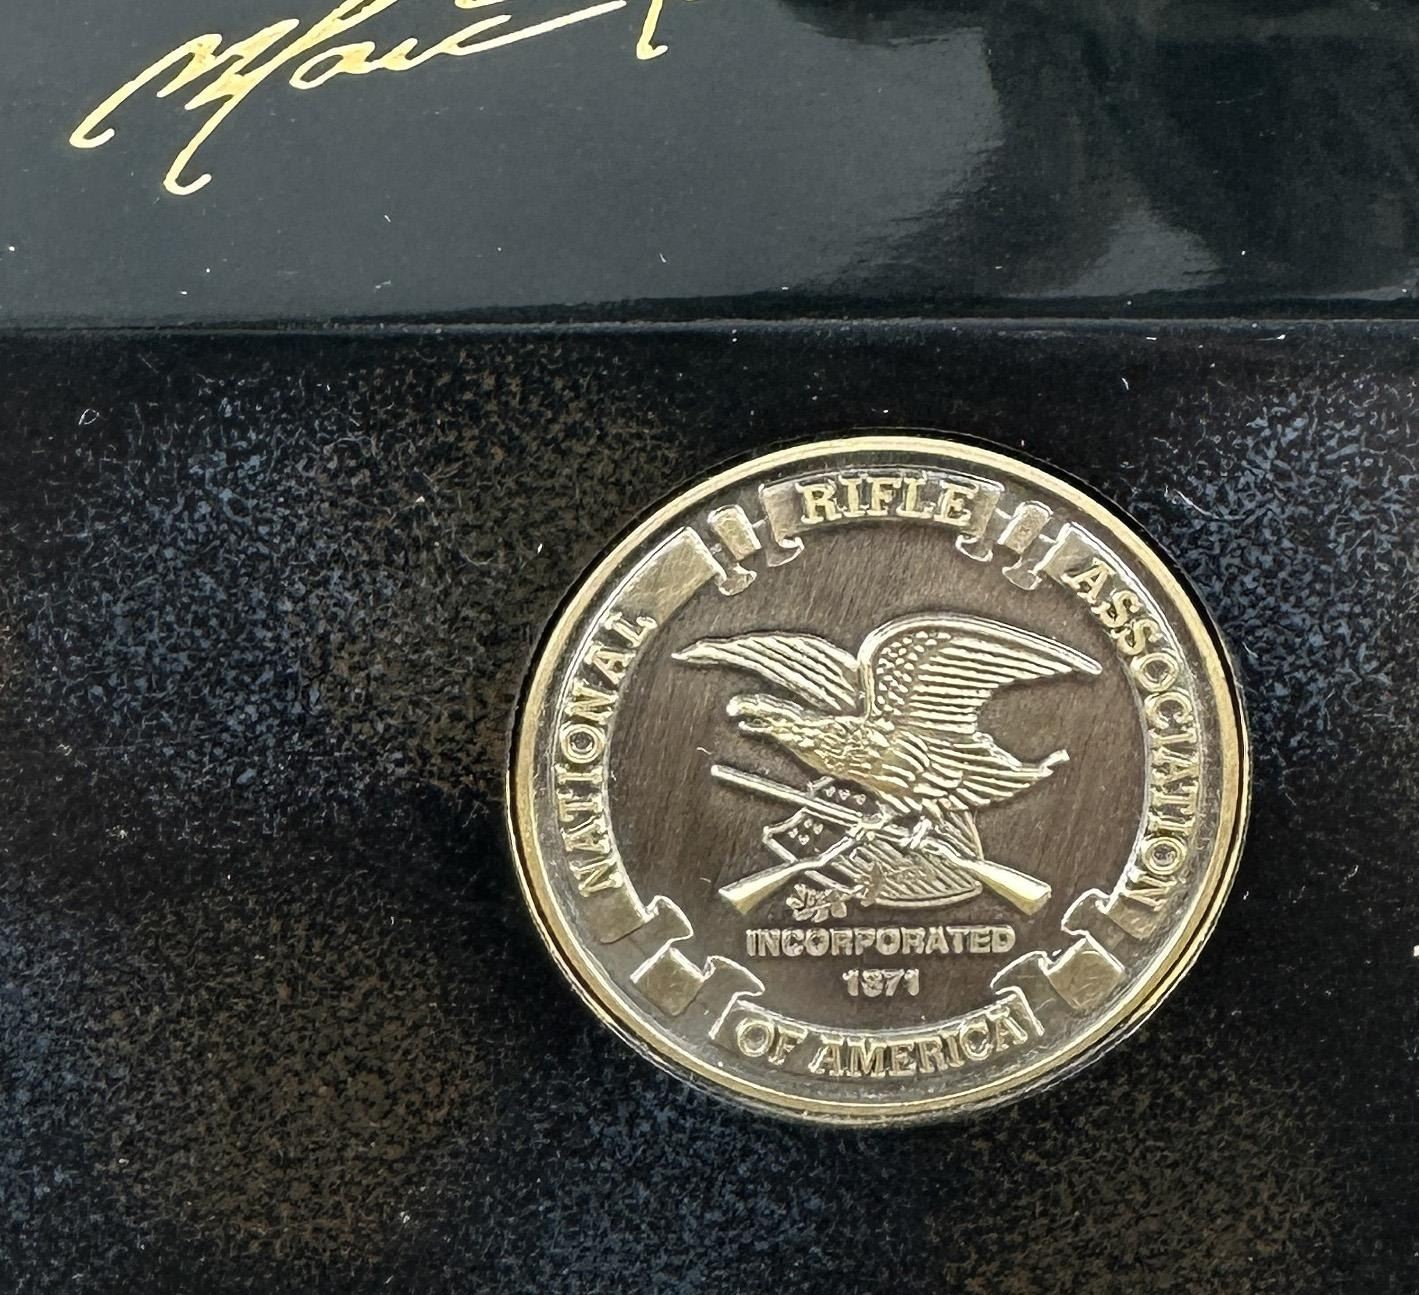 NATIONAL
RIFLE
ASSOCIATION
INCORPORATED
1871
OF AMERICA